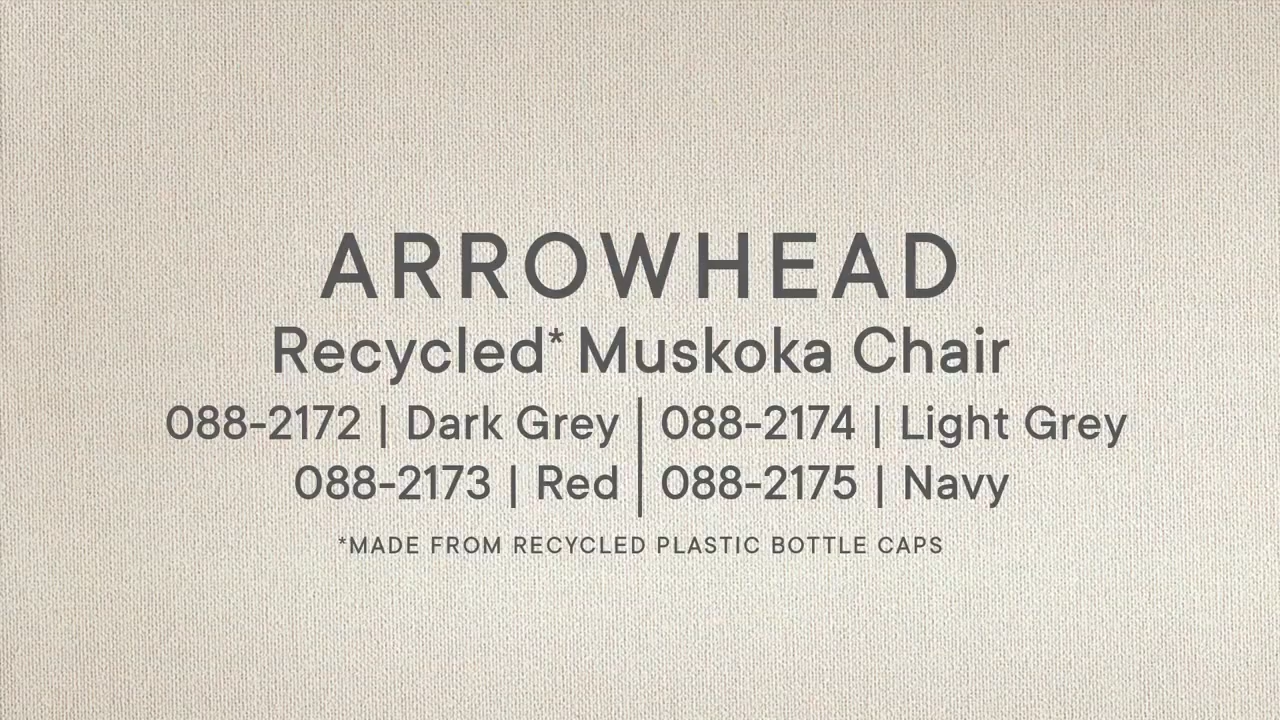 ARROWHEAD
Recycled* Muskoka Chair
088-2172 | Dark Grey | 088-2174 | Light Grey
088-2173 | Red | 088-2175 | Navy
*MADE FROM RECYCLED PLASTIC BOTTLE CAPS